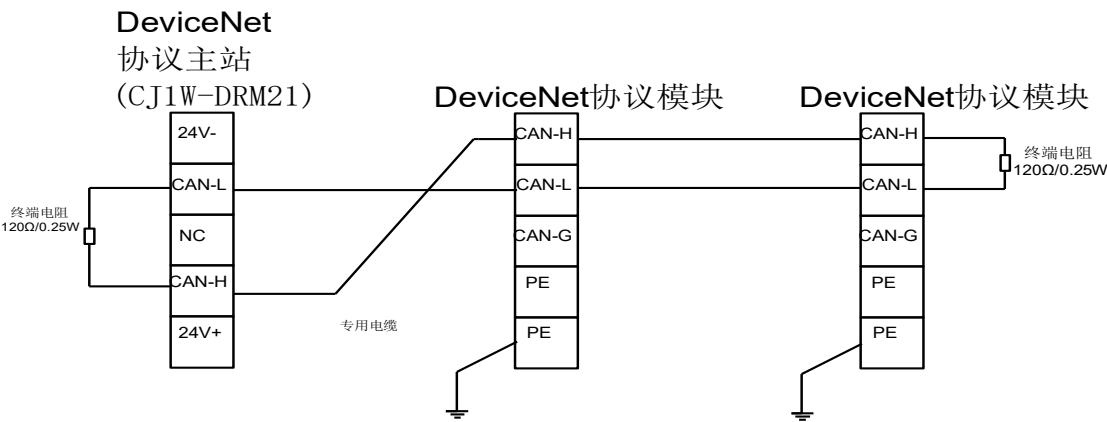 DeviceNet
协议主站
(CJ1W-DRM21)
DeviceNet协议模块
DeviceNet协议模块
24V-
CAN-L
NC
CAN-H
24V+
终端电阻
120Ω/0.25W
专用电缆
CAN-H
CAN-L
CAN-G
PE
PE
CAN-H
CAN-L
CAN-G
PE
PE
终端电阻
120Ω/0.25W